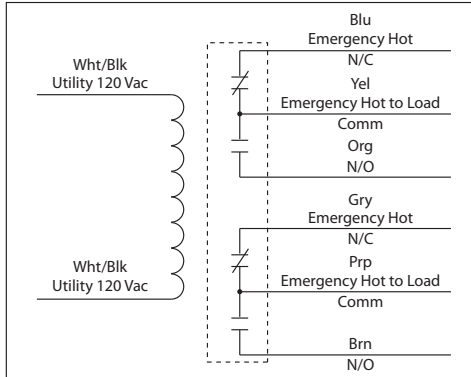 Wht/Blk
Utility 120 Vac
Wht/Blk
Utility 120 Vac
Blu
Emergency Hot
N/C
Yel
Emergency Hot to Load
Comm
Org
N/O
Gry
Emergency Hot
N/C
Prp
Emergency Hot to Load
Comm
Brn
N/O